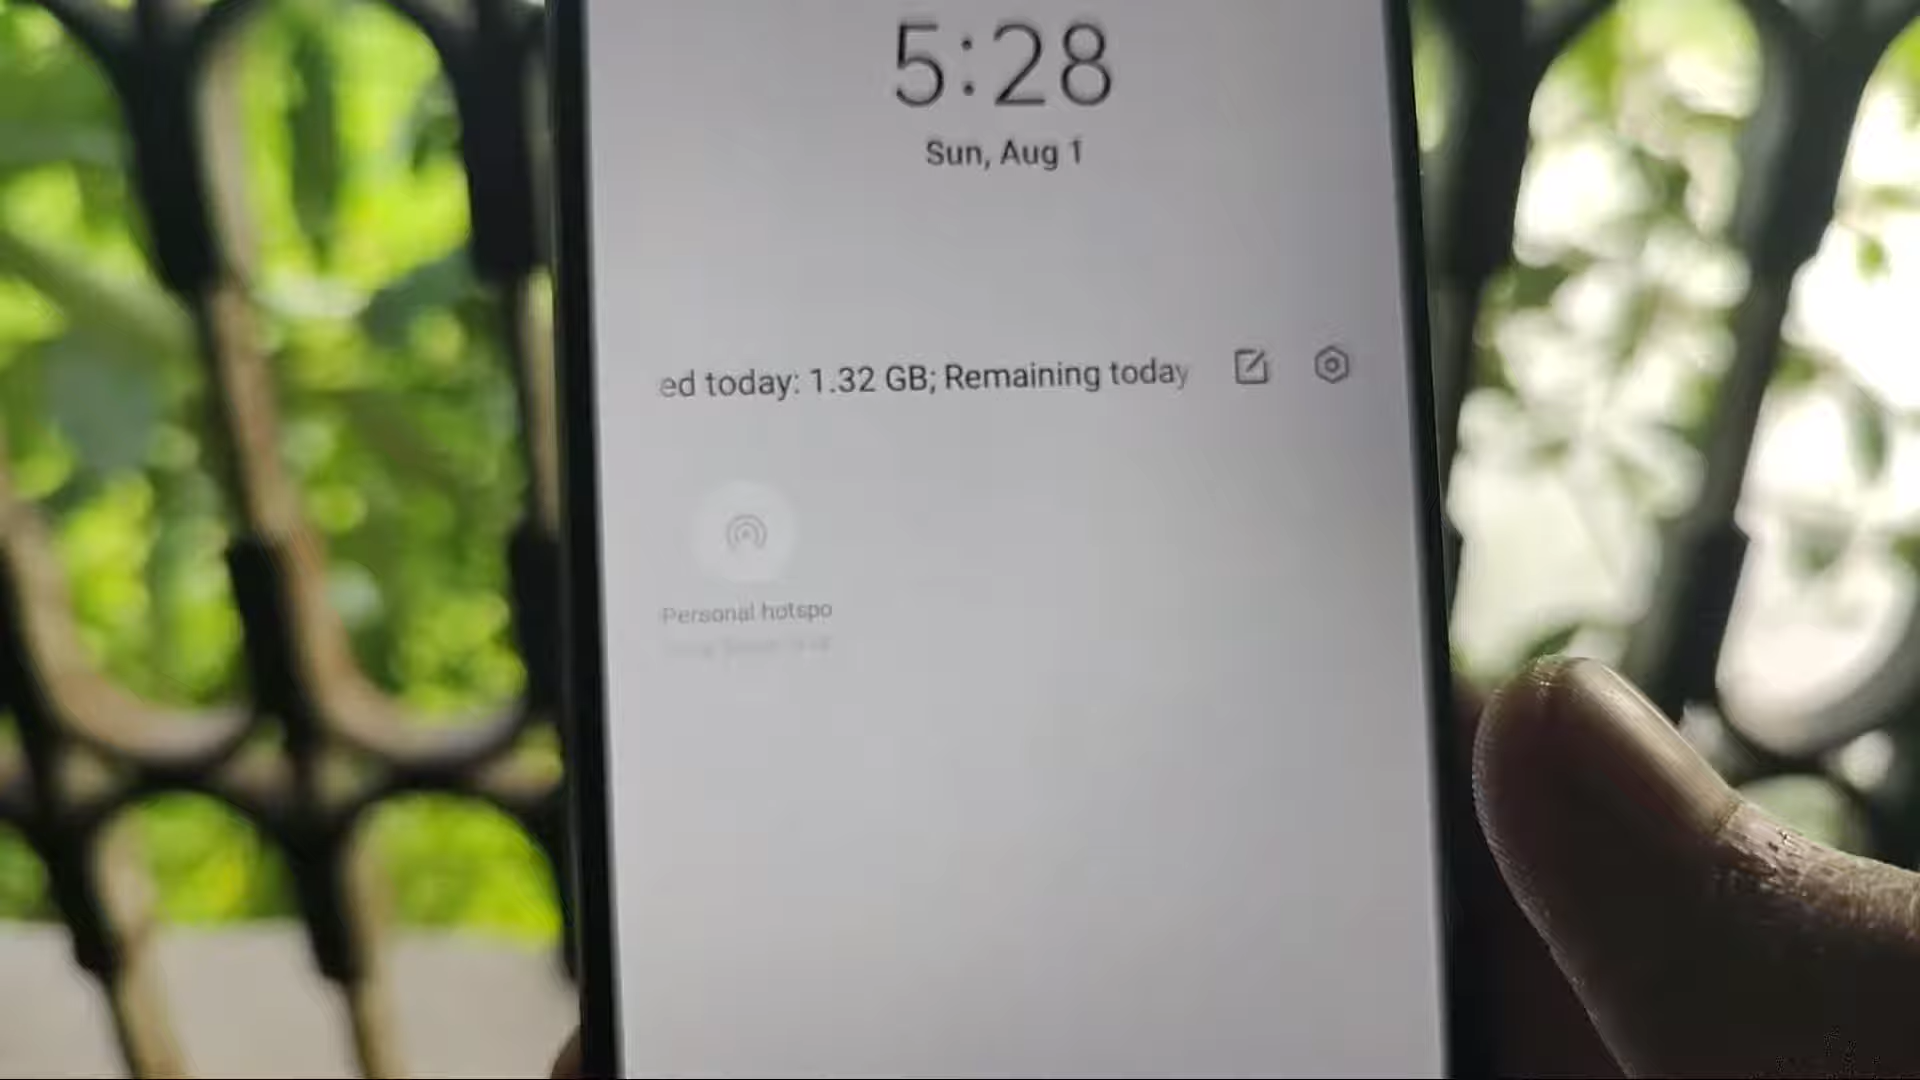 5:28
Sun, Aug 1
ed today: 1.32 GB; Remaining today
Personal hotspo